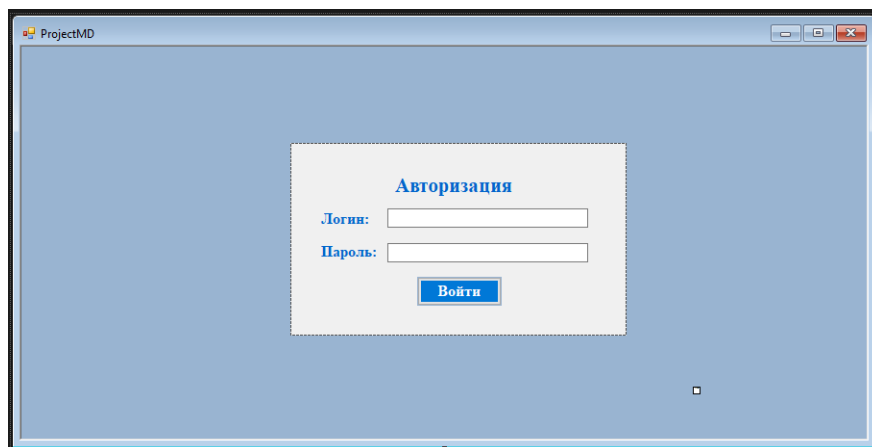 ProjectMD
Авторизация
Логин:
Пароль:
Войти